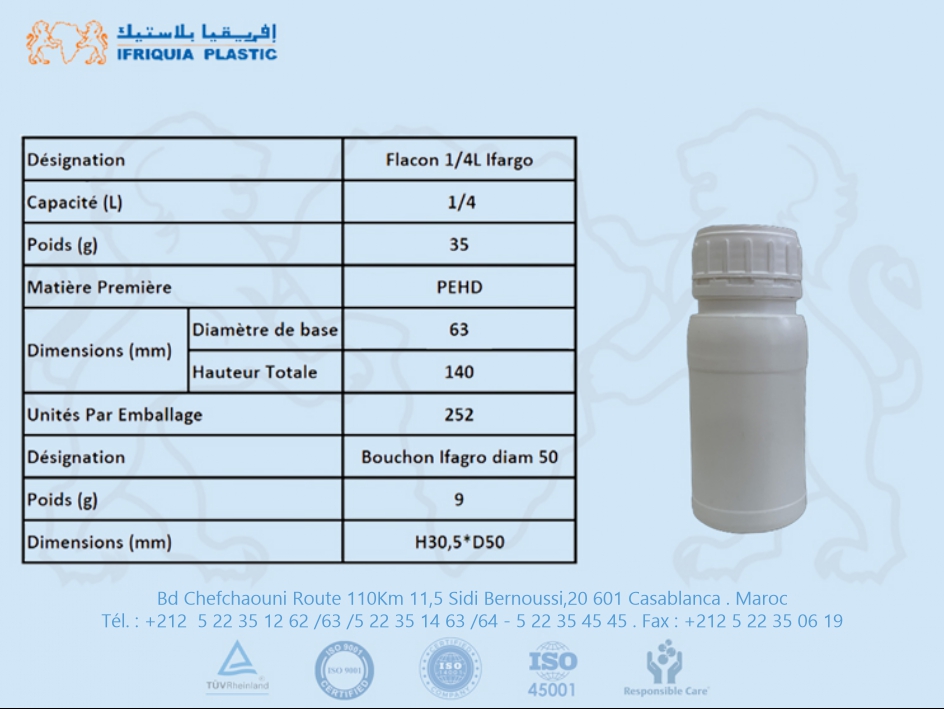 إفريقيا بلاستيك
IFRIQUIA PLASTIC
Désignation Flacon 1/4L Ifargo
Capacité (L) 1/4
Poids (g) 35
Matière Première PEHD
Dimensions (mm) Diamètre de base 63
Hauteur Totale 140
Unités Par Emballage 252
Désignation Bouchon Ifagro diam 50
Poids (g) 9
Dimensions (mm) H30,5*D50
Bd Chefchaouni Route 110Km 11,5 Sidi Bernoussi,20 601 Casablanca . Maroc
Tél. : +212 5 22 35 12 62 /63 /5 22 35 14 63 /64 - 5 22 35 45 45 . Fax : +212 5 22 35 06 19
TÜVRheinland
ISO 9001
ISO 9001
CERTIFIED
CERTIFIED
ISO
14001
COMPANY
ISO
45001
Responsible Care